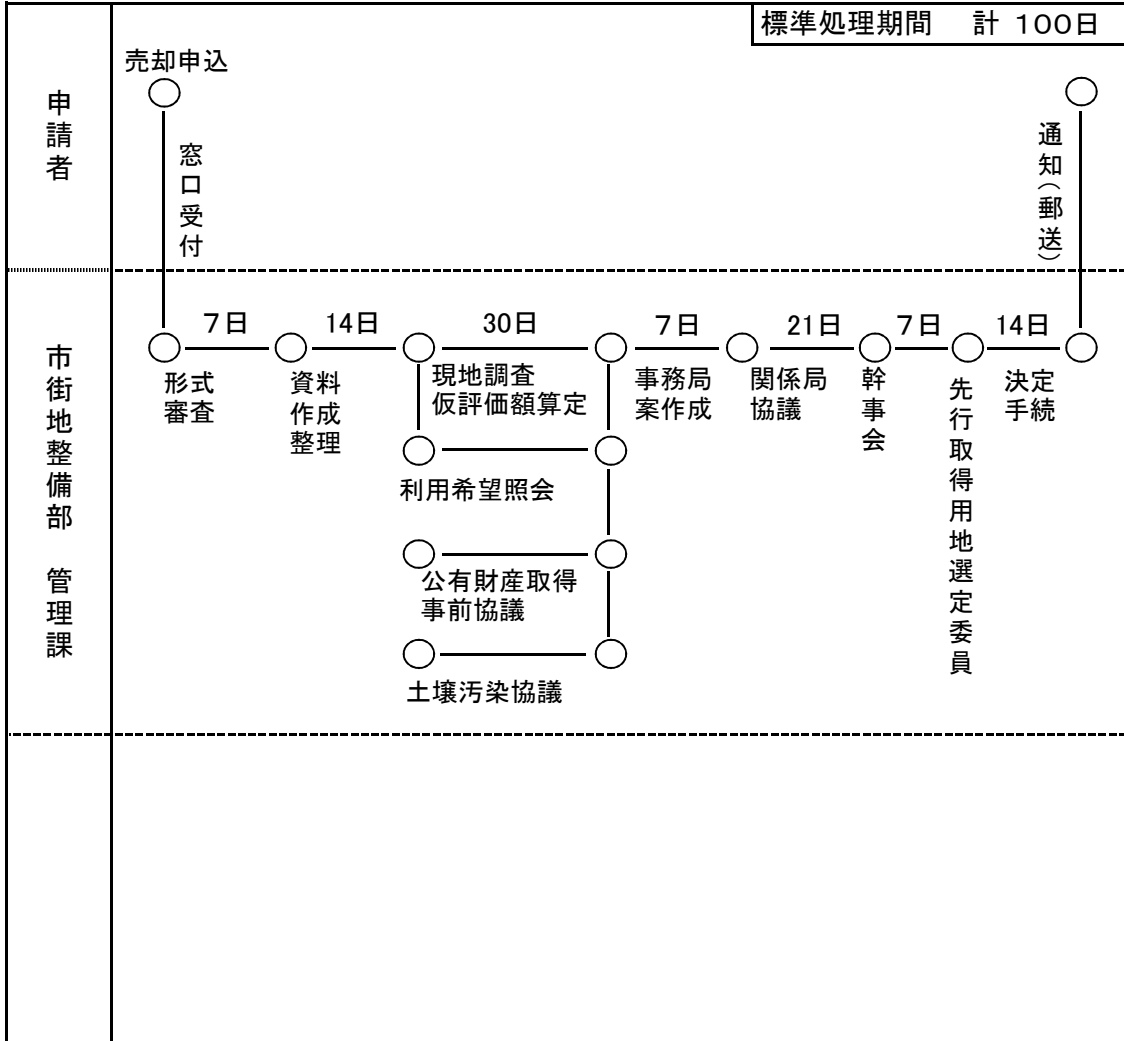 標準処理期間　計 100日
申請者
売却申込
窓口受付
通知（郵送）
市街地整備部　管理課
7日
14日
30日
7日
21日
7日
14日
形式
審査
資料
作成
整理
現地調査
仮評価額算定
事務局
案作成
関係局
協議
幹事会
先行取得用地選定委員
決定
手続
利用希望照会
公有財産取得
事前協議
土壌汚染協議